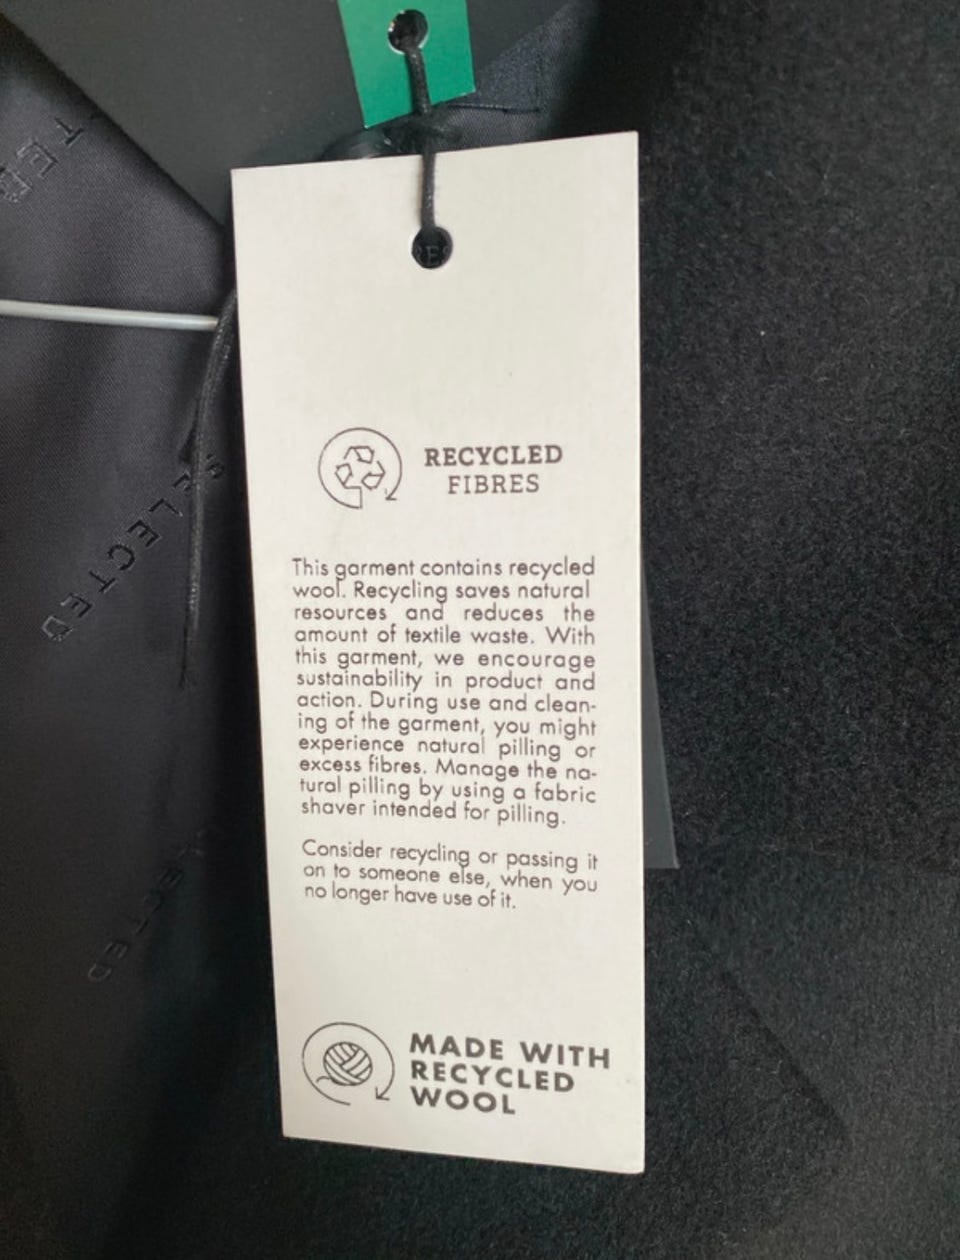 TED
RE
SELECTED
RECYCLED
FIBRES
This garment contains recycled
wool. Recycling saves natural
resources and reduces the
amount of textile waste. With
this garment, we encourage
sustainability in product and
action. During use and clean-
ing of the garment, you might
experience natural pilling or
excess fibres. Manage the na-
tural pilling by using a fabric
shaver intended for pilling.
Consider recycling or passing it
on to someone else, when you
no longer have use of it.
ECTED
MADE WITH
RECYCLED
WOOL